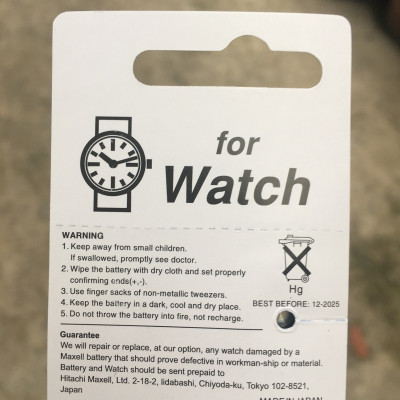 for
Watch
WARNING
1. Keep away from small children.
If swallowed, promptly see doctor.
2. Wipe the battery with dry cloth and set properly
confirming ends(+,-).
3. Use finger sacks of non-metallic tweezers.
4. Keep the battery in a dark, cool and dry place.
5. Do not throw the battery into fire, not recharge.
Hg
BEST BEFORE: 12-2025
Guarantee
We will repair or replace, at our option, any watch damaged by a
Maxell battery that should prove defective in workman-ship or material.
Battery and Watch should be sent prepaid to
Hitachi Maxell, Ltd. 2-18-2, Iidabashi, Chiyoda-ku, Tokyo 102-8521,
Japan
MADE IN JAPAN